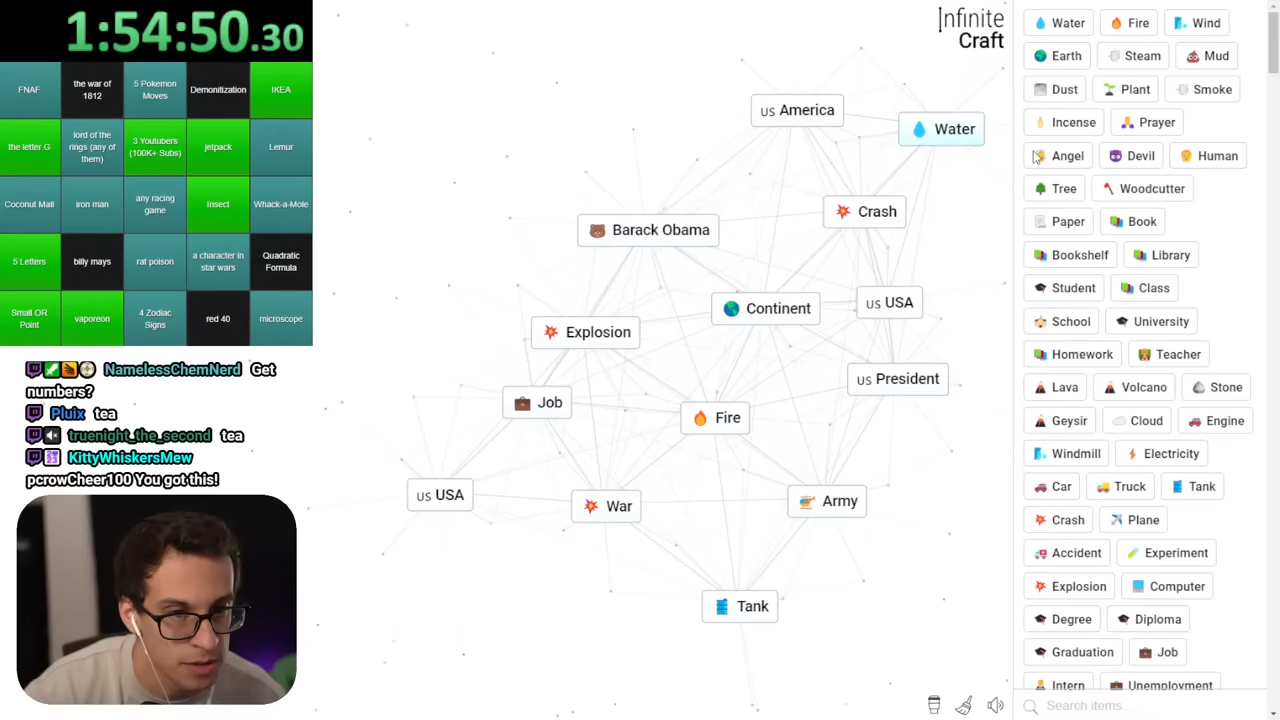 1:54:50.30
FNAF
the war of
1812
5 Pokemon
Moves
Demonitization
IKEA
the letter G
lord of the
rings (any of
them)
3 Youtubers
(100K+ Subs)
jetpack
Lemur
Coconut Mall
iron man
any racing
game
Insect
Whack-a-Mole
5 Letters
billy mays
rat poison
a character in
star wars
Quadratic
Formula
Small OR
Point
vaporeon
4 Zodiac
Signs
red 40
microscope
NamelessChemNerd Get
numbers?
Pluix tea
truenight_the_second tea
KittyWhiskersMew
pcrowCheer100 You got this!
Infinite
Craft
us America
Water
Crash
Barack Obama
Continent
us USA
Explosion
us President
Job
Fire
us USA
War
Army
Tank
Water Fire Wind
Earth Steam Mud
Dust Plant Smoke
Incense Prayer
Angel Devil Human
Tree Woodcutter
Paper Book
Bookshelf Library
Student Class
School University
Homework Teacher
Lava Volcano Stone
Geysir Cloud Engine
Windmill Electricity
Car Truck Tank
Crash Plane
Accident Experiment
Explosion Computer
Degree Diploma
Graduation Job
Intern Unemployment
Search items...